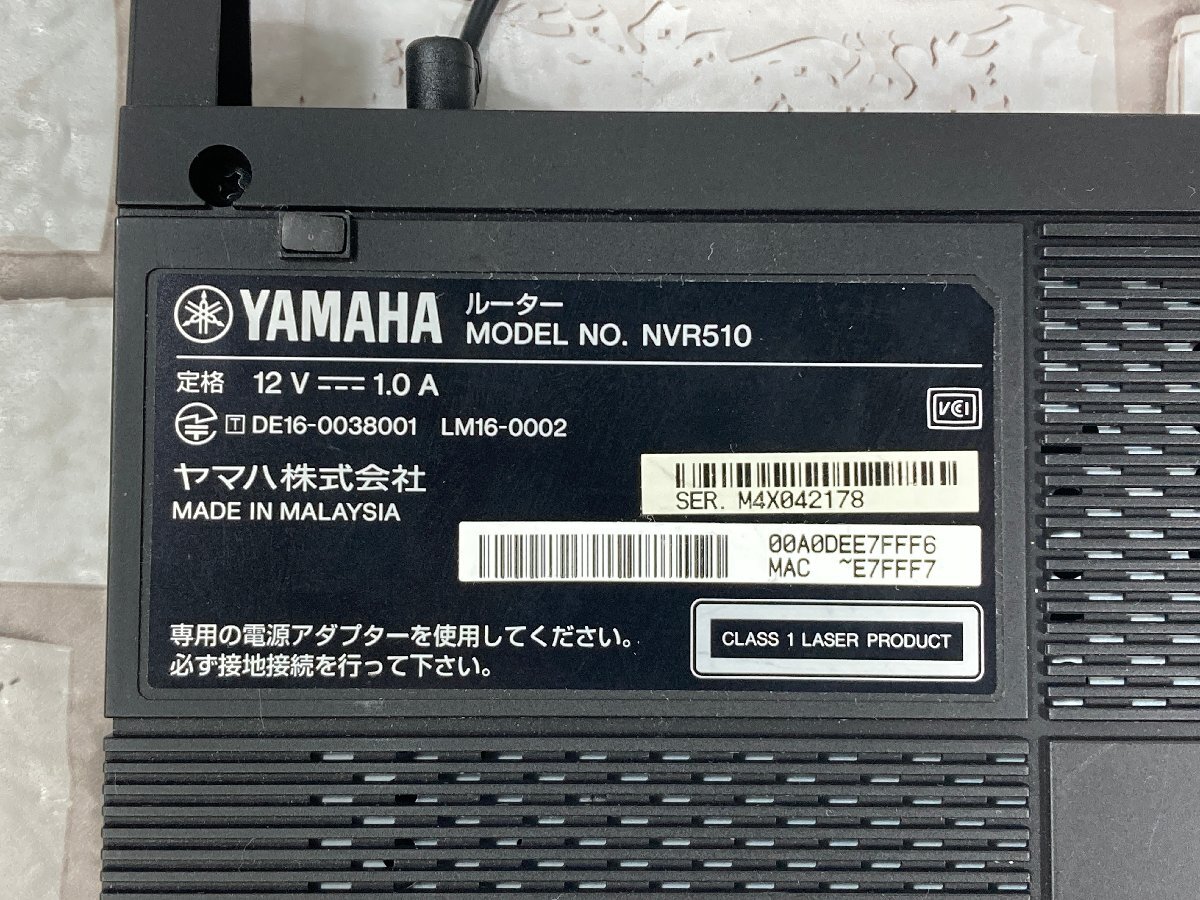 YAMAHA ルーター
MODEL NO. NVR510
定格 12 V 1.0 A
T DE16-0038001 LM16-0002
VCI
ヤマハ株式会社
MADE IN MALAYSIA
SER. M4X042178
00A0DEE7FFF6
MAC ~E7FFF7
専用の電源アダプターを使用してください。
必ず接地接続を行って下さい。
CLASS 1 LASER PRODUCT